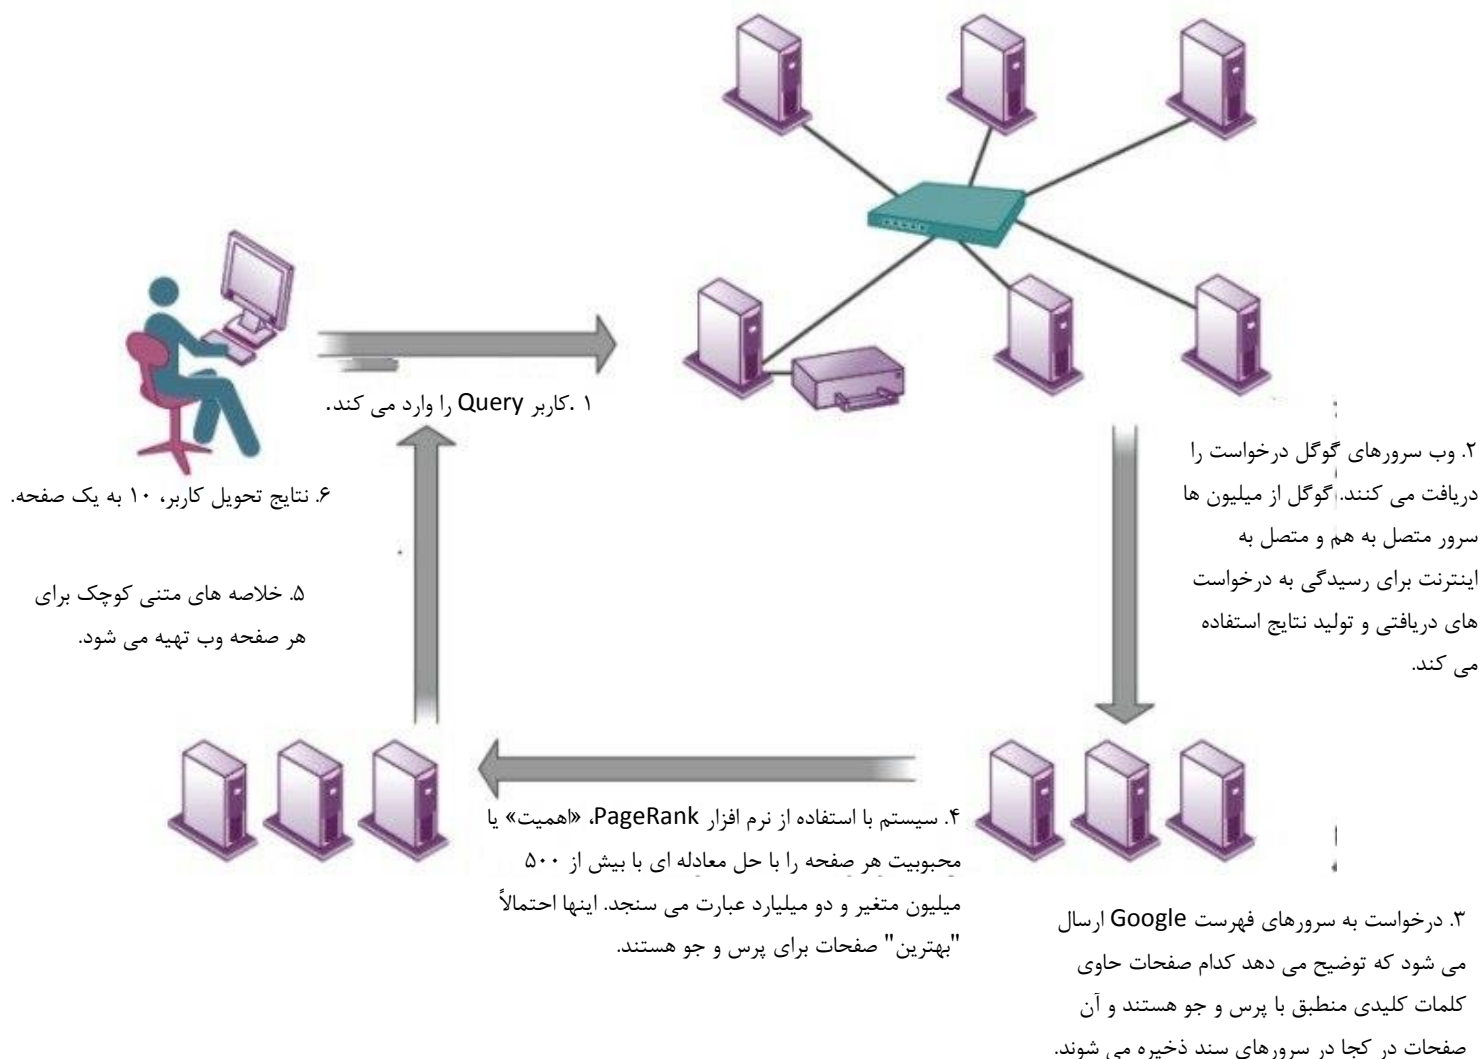 ۱ .کاربر Query را وارد می کند.
۲. وب سرورهای گوگل درخواست را
دریافت می کنند. گوگل از میلیون ها
سرور متصل به هم و متصل به
اینترنت برای رسیدگی به درخواست
های دریافتی و تولید نتایج استفاده
می کند.
۳. درخواست به سرورهای فهرست Google ارسال
می شود که توضیح می دهد کدام صفحات حاوی
کلمات کلیدی منطبق با پرس و جو هستند و آن
صفحات در کجا در سرورهای سند ذخیره می شوند.
۴. سیستم با استفاده از نرم افزار PageRank، «اهمیت» یا
محبوبیت هر صفحه را با حل معادله ای با بیش از ۵۰۰
میلیون متغیر و دو میلیارد عبارت می سنجد. اینها احتمالاً
"بهترین" صفحات برای پرس و جو هستند.
۵. خلاصه های متنی کوچک برای
هر صفحه وب تهیه می شود.
۶. نتایج تحویل کاربر، ۱۰ به یک صفحه.